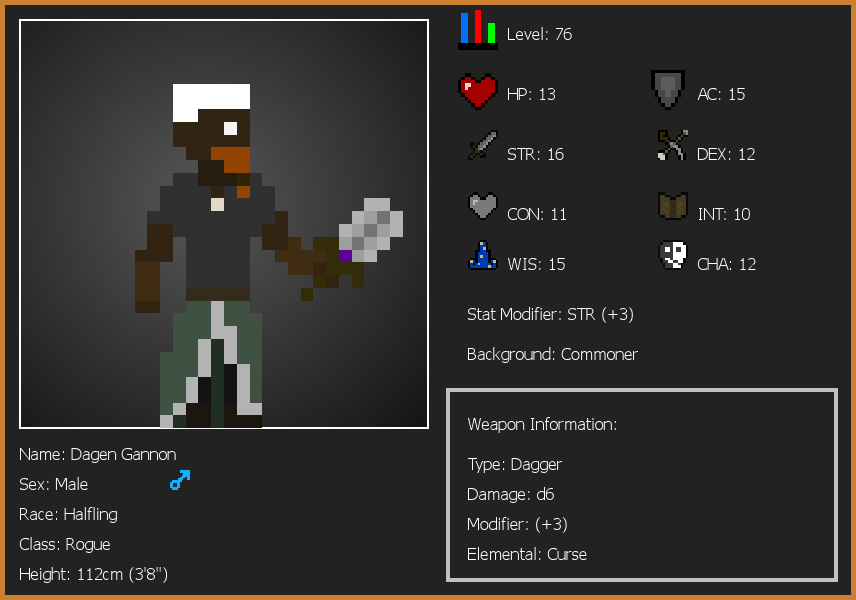 Level: 76
HP: 13
AC: 15
STR: 16
DEX: 12
CON: 11
INT: 10
WIS: 15
CHA: 12
Stat Modifier: STR (+3)
Background: Commoner
Weapon Information:
Type: Dagger
Damage: d6
Modifier: (+3)
Elemental: Curse
Name: Dagen Gannon
Sex: Male
Race: Halfling
Class: Rogue
Height: 112cm (3'8")